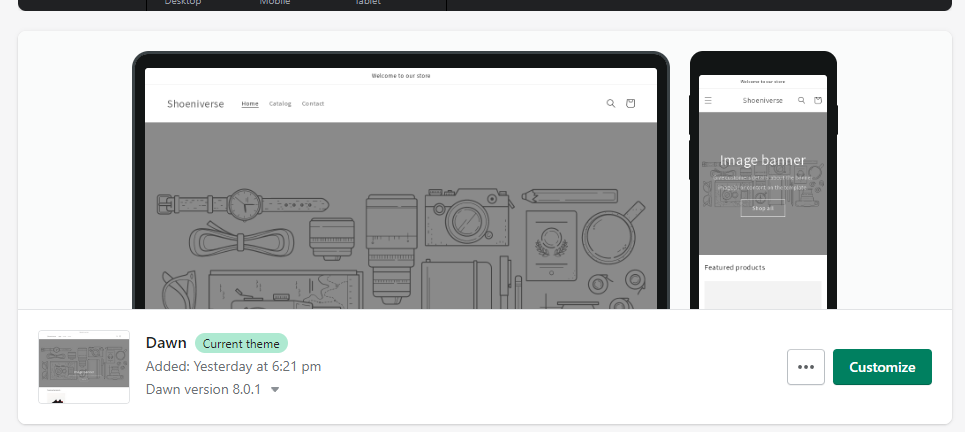 Desktop Mobile Tablet
Welcome to our store
Shoeniverse Home Catalog Contact
Welcome to our store
Shoeniverse
Image banner
Shop all
Featured products
Dawn Current theme
Added: Yesterday at 6:21 pm
Dawn version 8.0.1
Customize